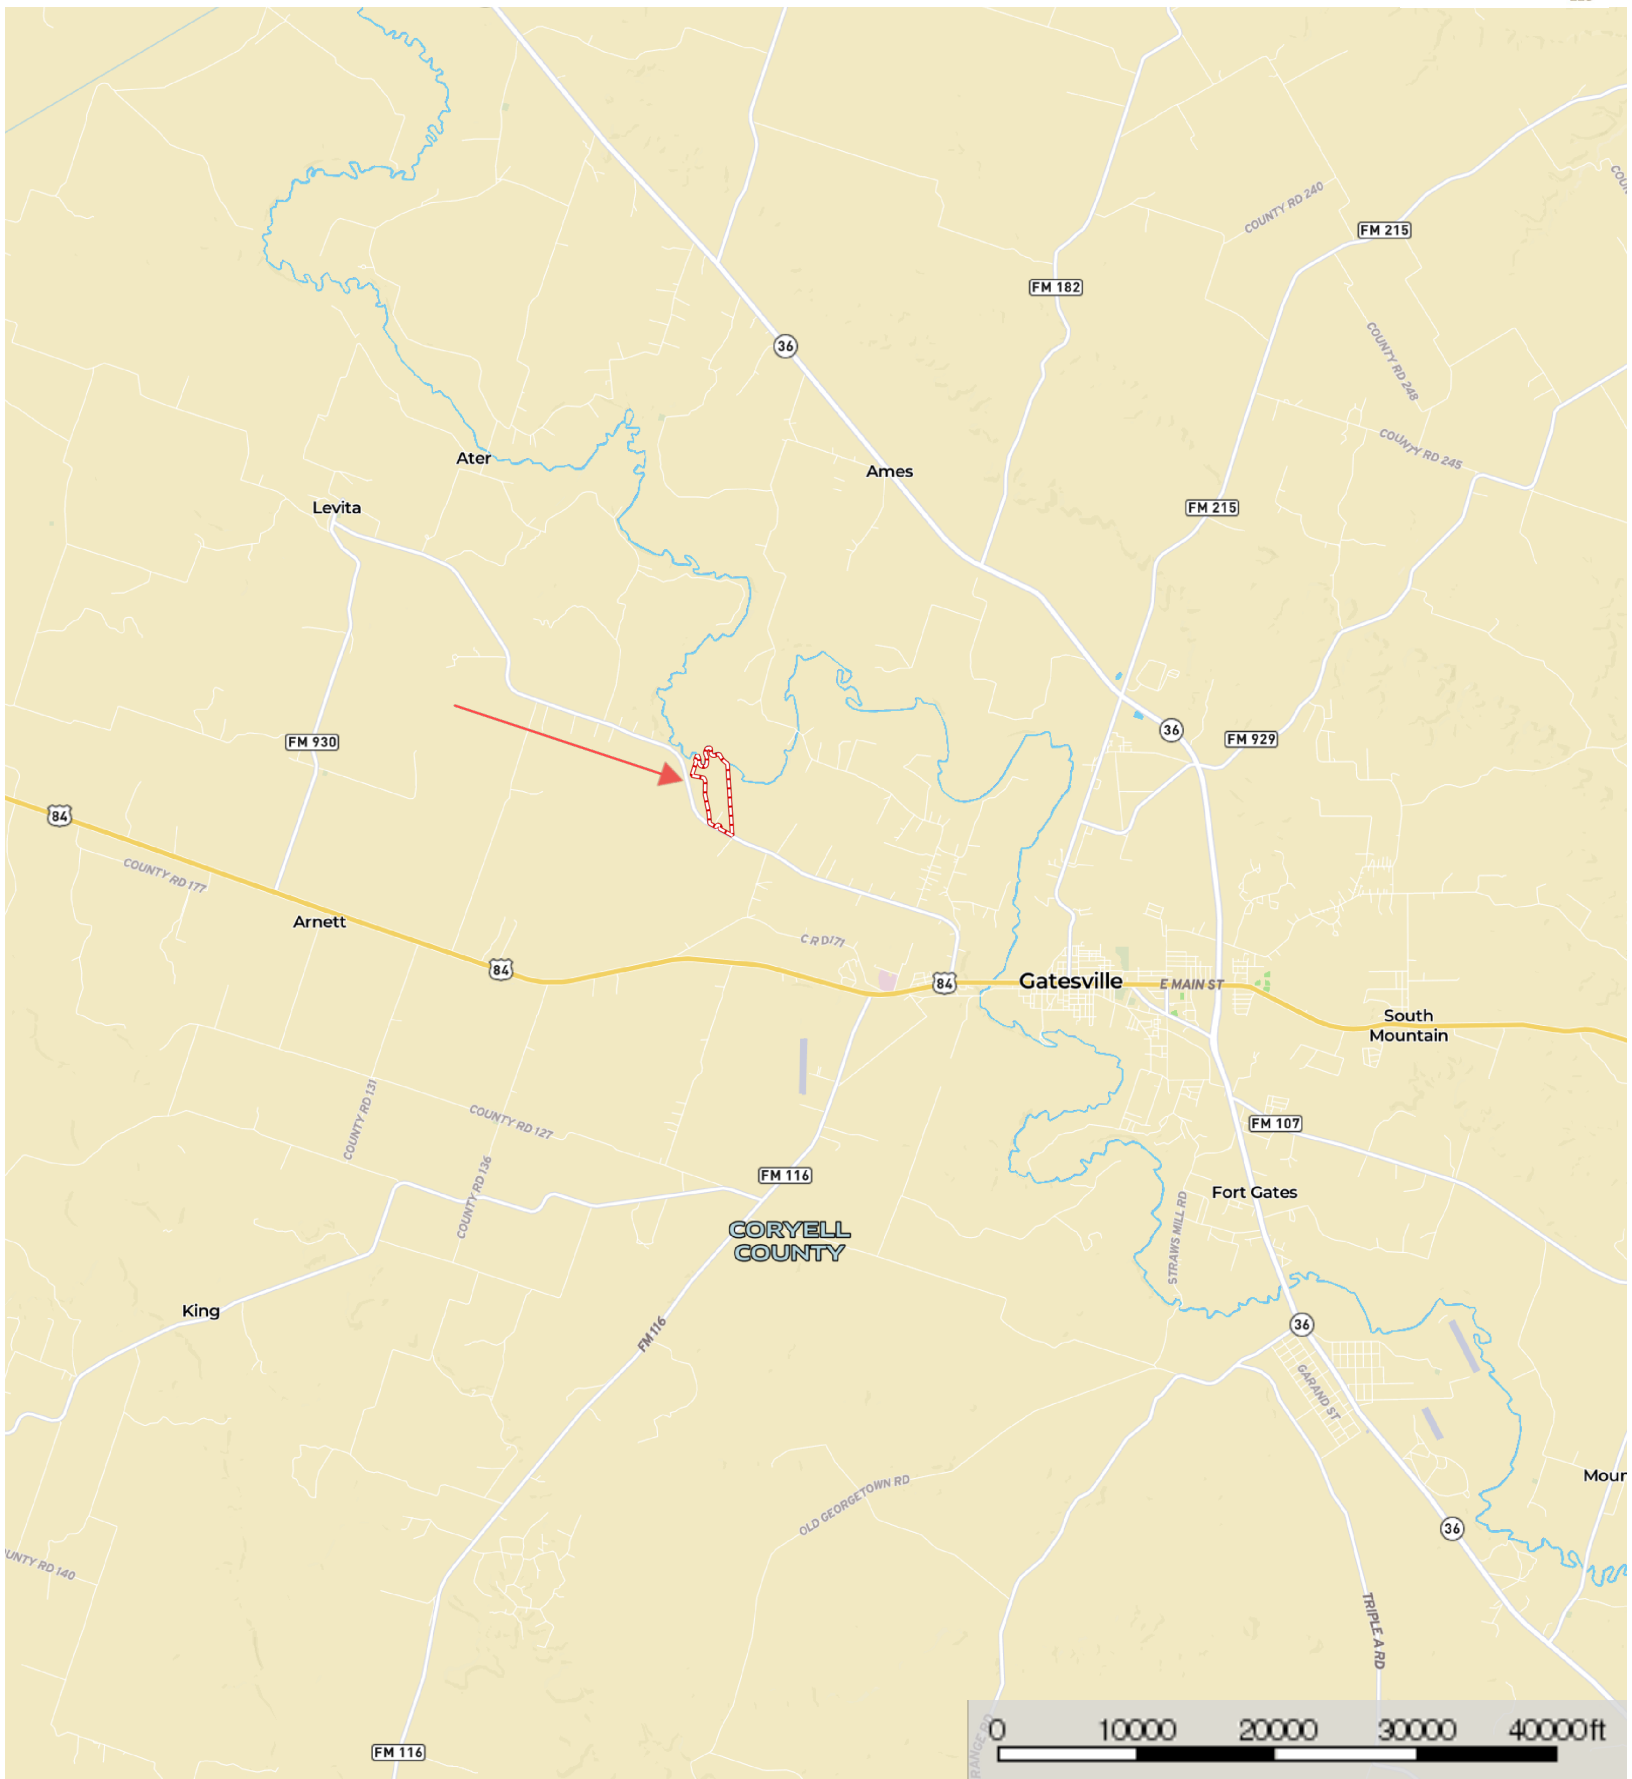 COUNTY RD 240
FM 215
FM 182
36
COUNTY RD 248
COUNTY RD 245
Ater
Ames
Levita
FM 215
36
FM 930
FM 929
84
COUNTY RD 177
Arnett
C R D171
84
84
Gatesville
E MAIN ST
South
Mountain
COUNTY RD 131
COUNTY RD 127
FM 107
COUNTY RD 136
FM 116
Fort Gates
STRAWS MILL RD
CORYELL
COUNTY
King
36
FM 116
GARAND ST
OLD GEORGETOWN RD
Moun
36
OUNTY RD 140
TRIPLE A RD
RANGE RD
FM 116
0 10000 20000 30000 40000ft